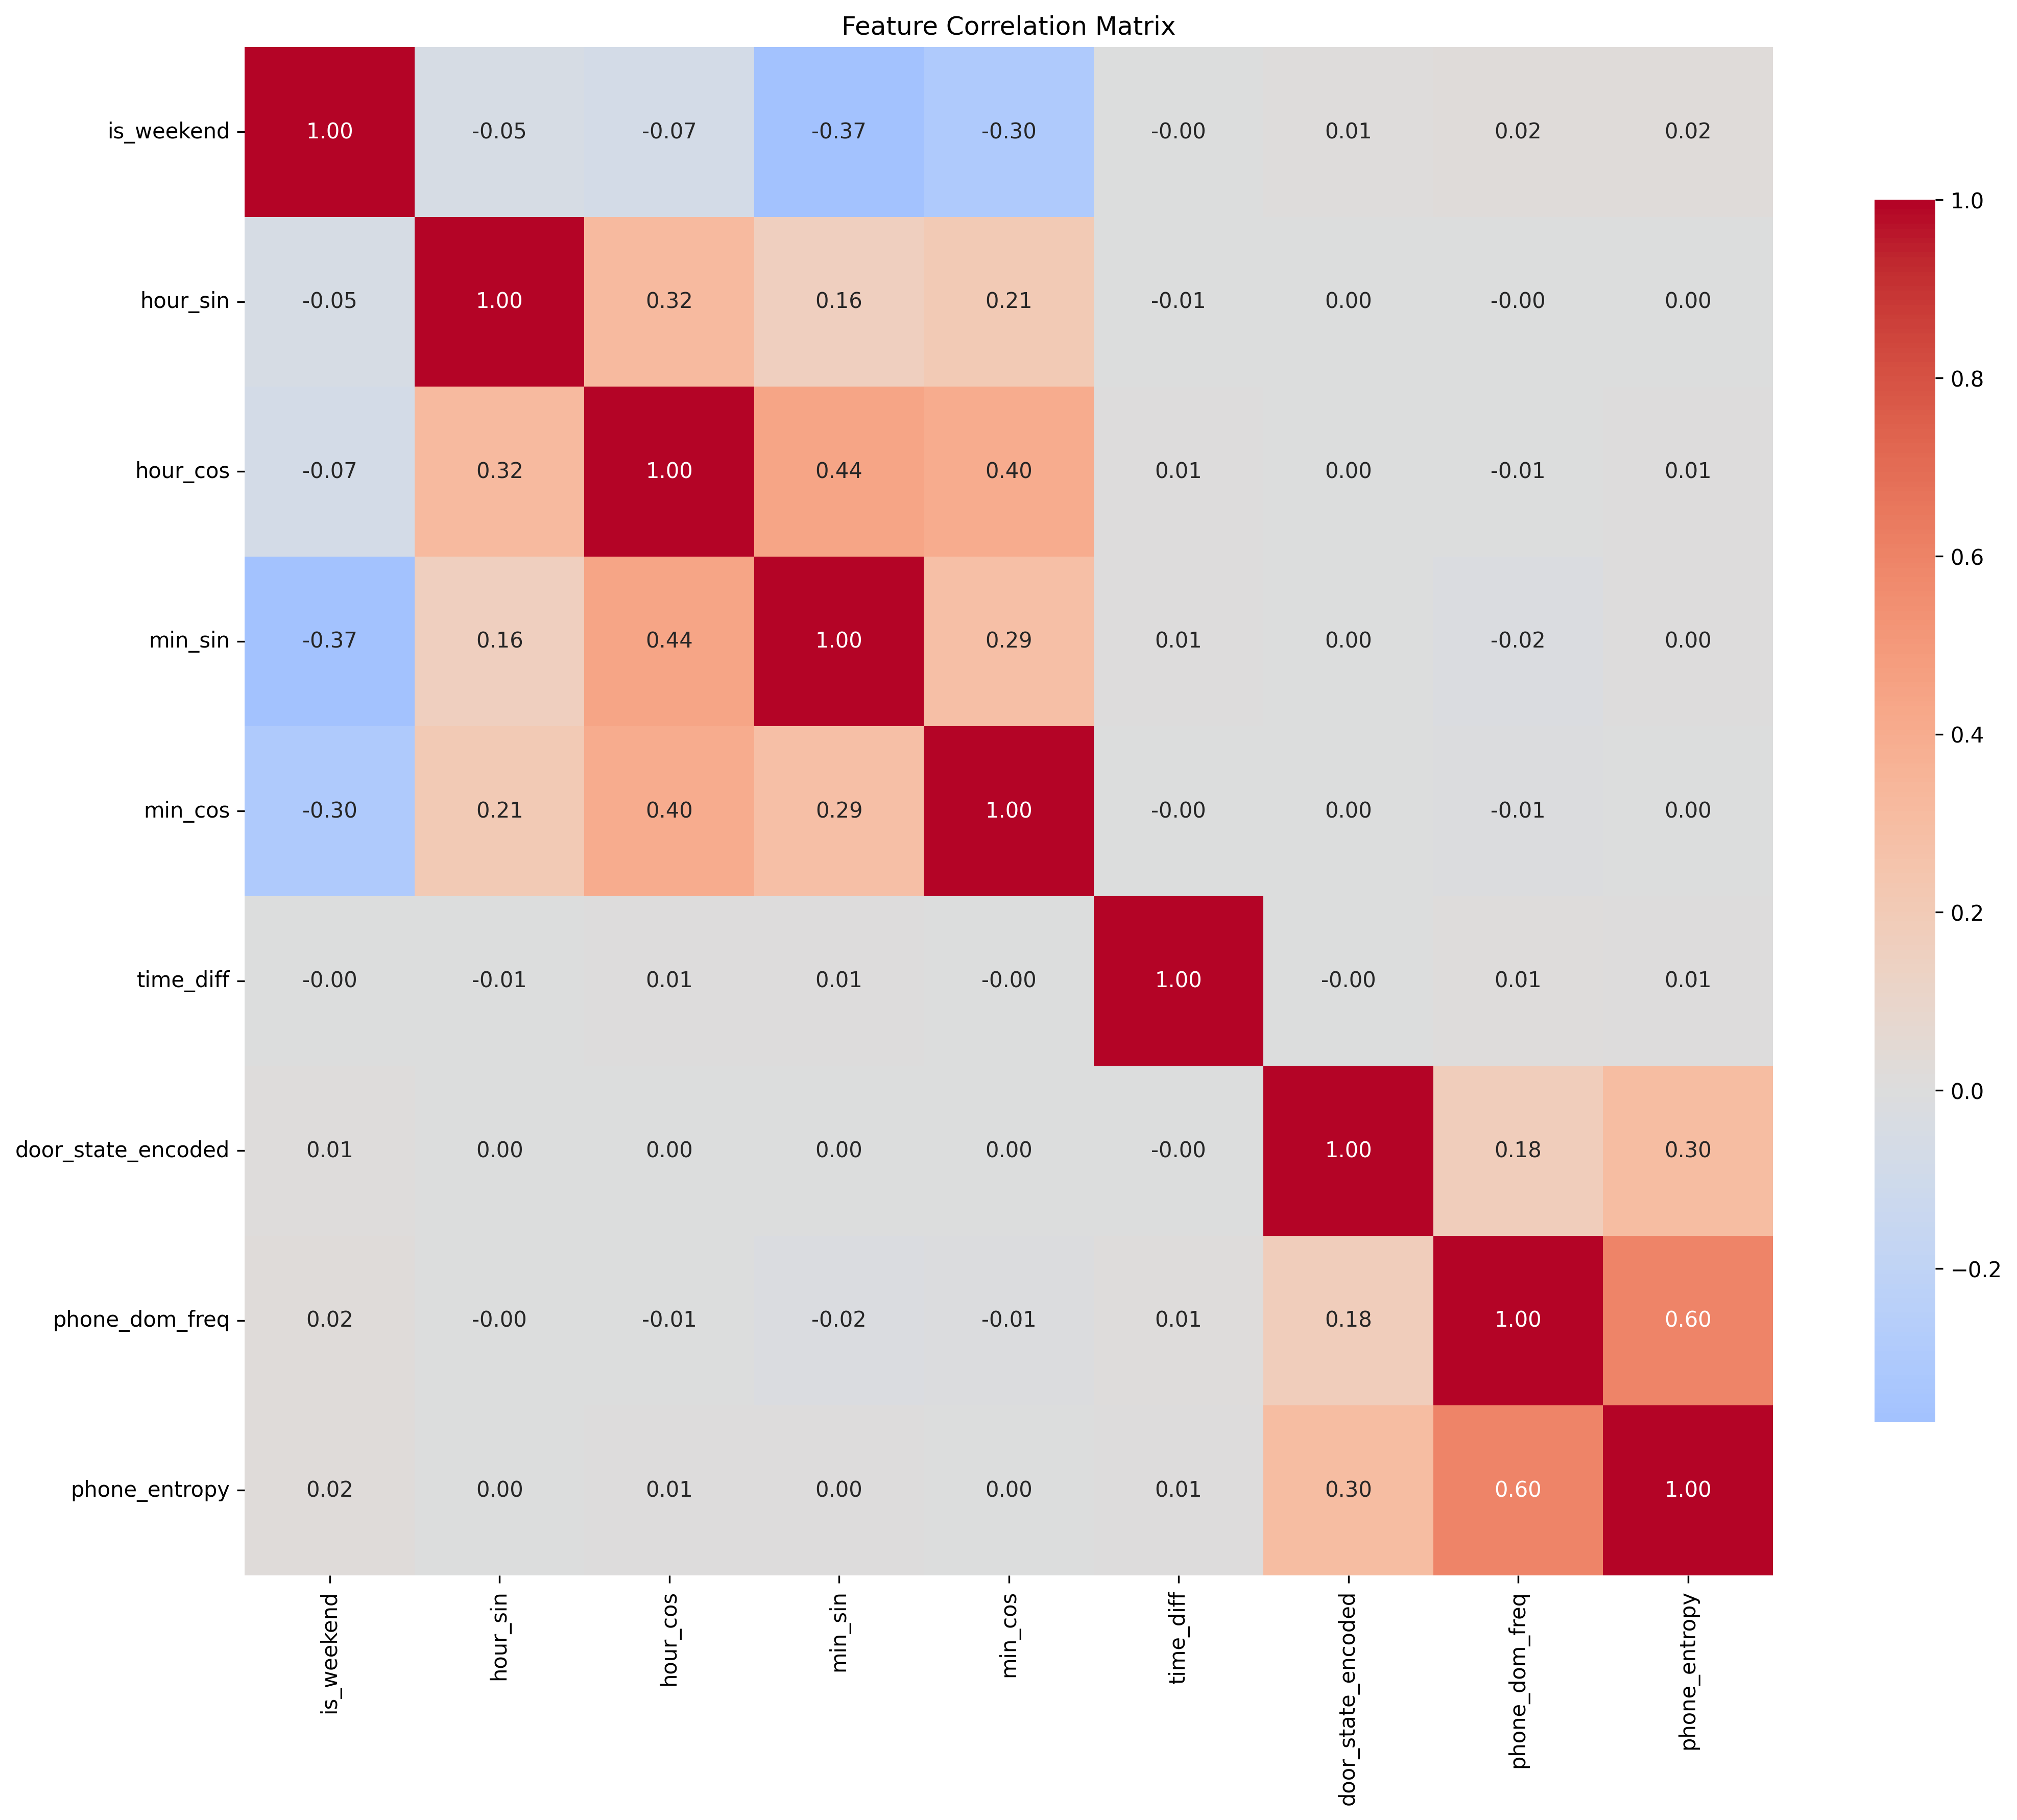 Feature Correlation Matrix
is_weekend 1.00 -0.05 -0.07 -0.37 -0.30 -0.00 0.01 0.02 0.02
hour_sin -0.05 1.00 0.32 0.16 0.21 -0.01 0.00 -0.00 0.00
hour_cos -0.07 0.32 1.00 0.44 0.40 0.01 0.00 -0.01 0.01
min_sin -0.37 0.16 0.44 1.00 0.29 0.01 0.00 -0.02 0.00
min_cos -0.30 0.21 0.40 0.29 1.00 -0.00 0.00 -0.01 0.00
time_diff -0.00 -0.01 0.01 0.01 -0.00 1.00 -0.00 0.01 0.01
door_state_encoded 0.01 0.00 0.00 0.00 0.00 -0.00 1.00 0.18 0.30
phone_dom_freq 0.02 -0.00 -0.01 -0.02 -0.01 0.01 0.18 1.00 0.60
phone_entropy 0.02 0.00 0.01 0.00 0.00 0.01 0.30 0.60 1.00
is_weekend
hour_sin
hour_cos
min_sin
min_cos
time_diff
door_state_encoded
phone_dom_freq
phone_entropy
1.0
0.8
0.6
0.4
0.2
0.0
−0.2